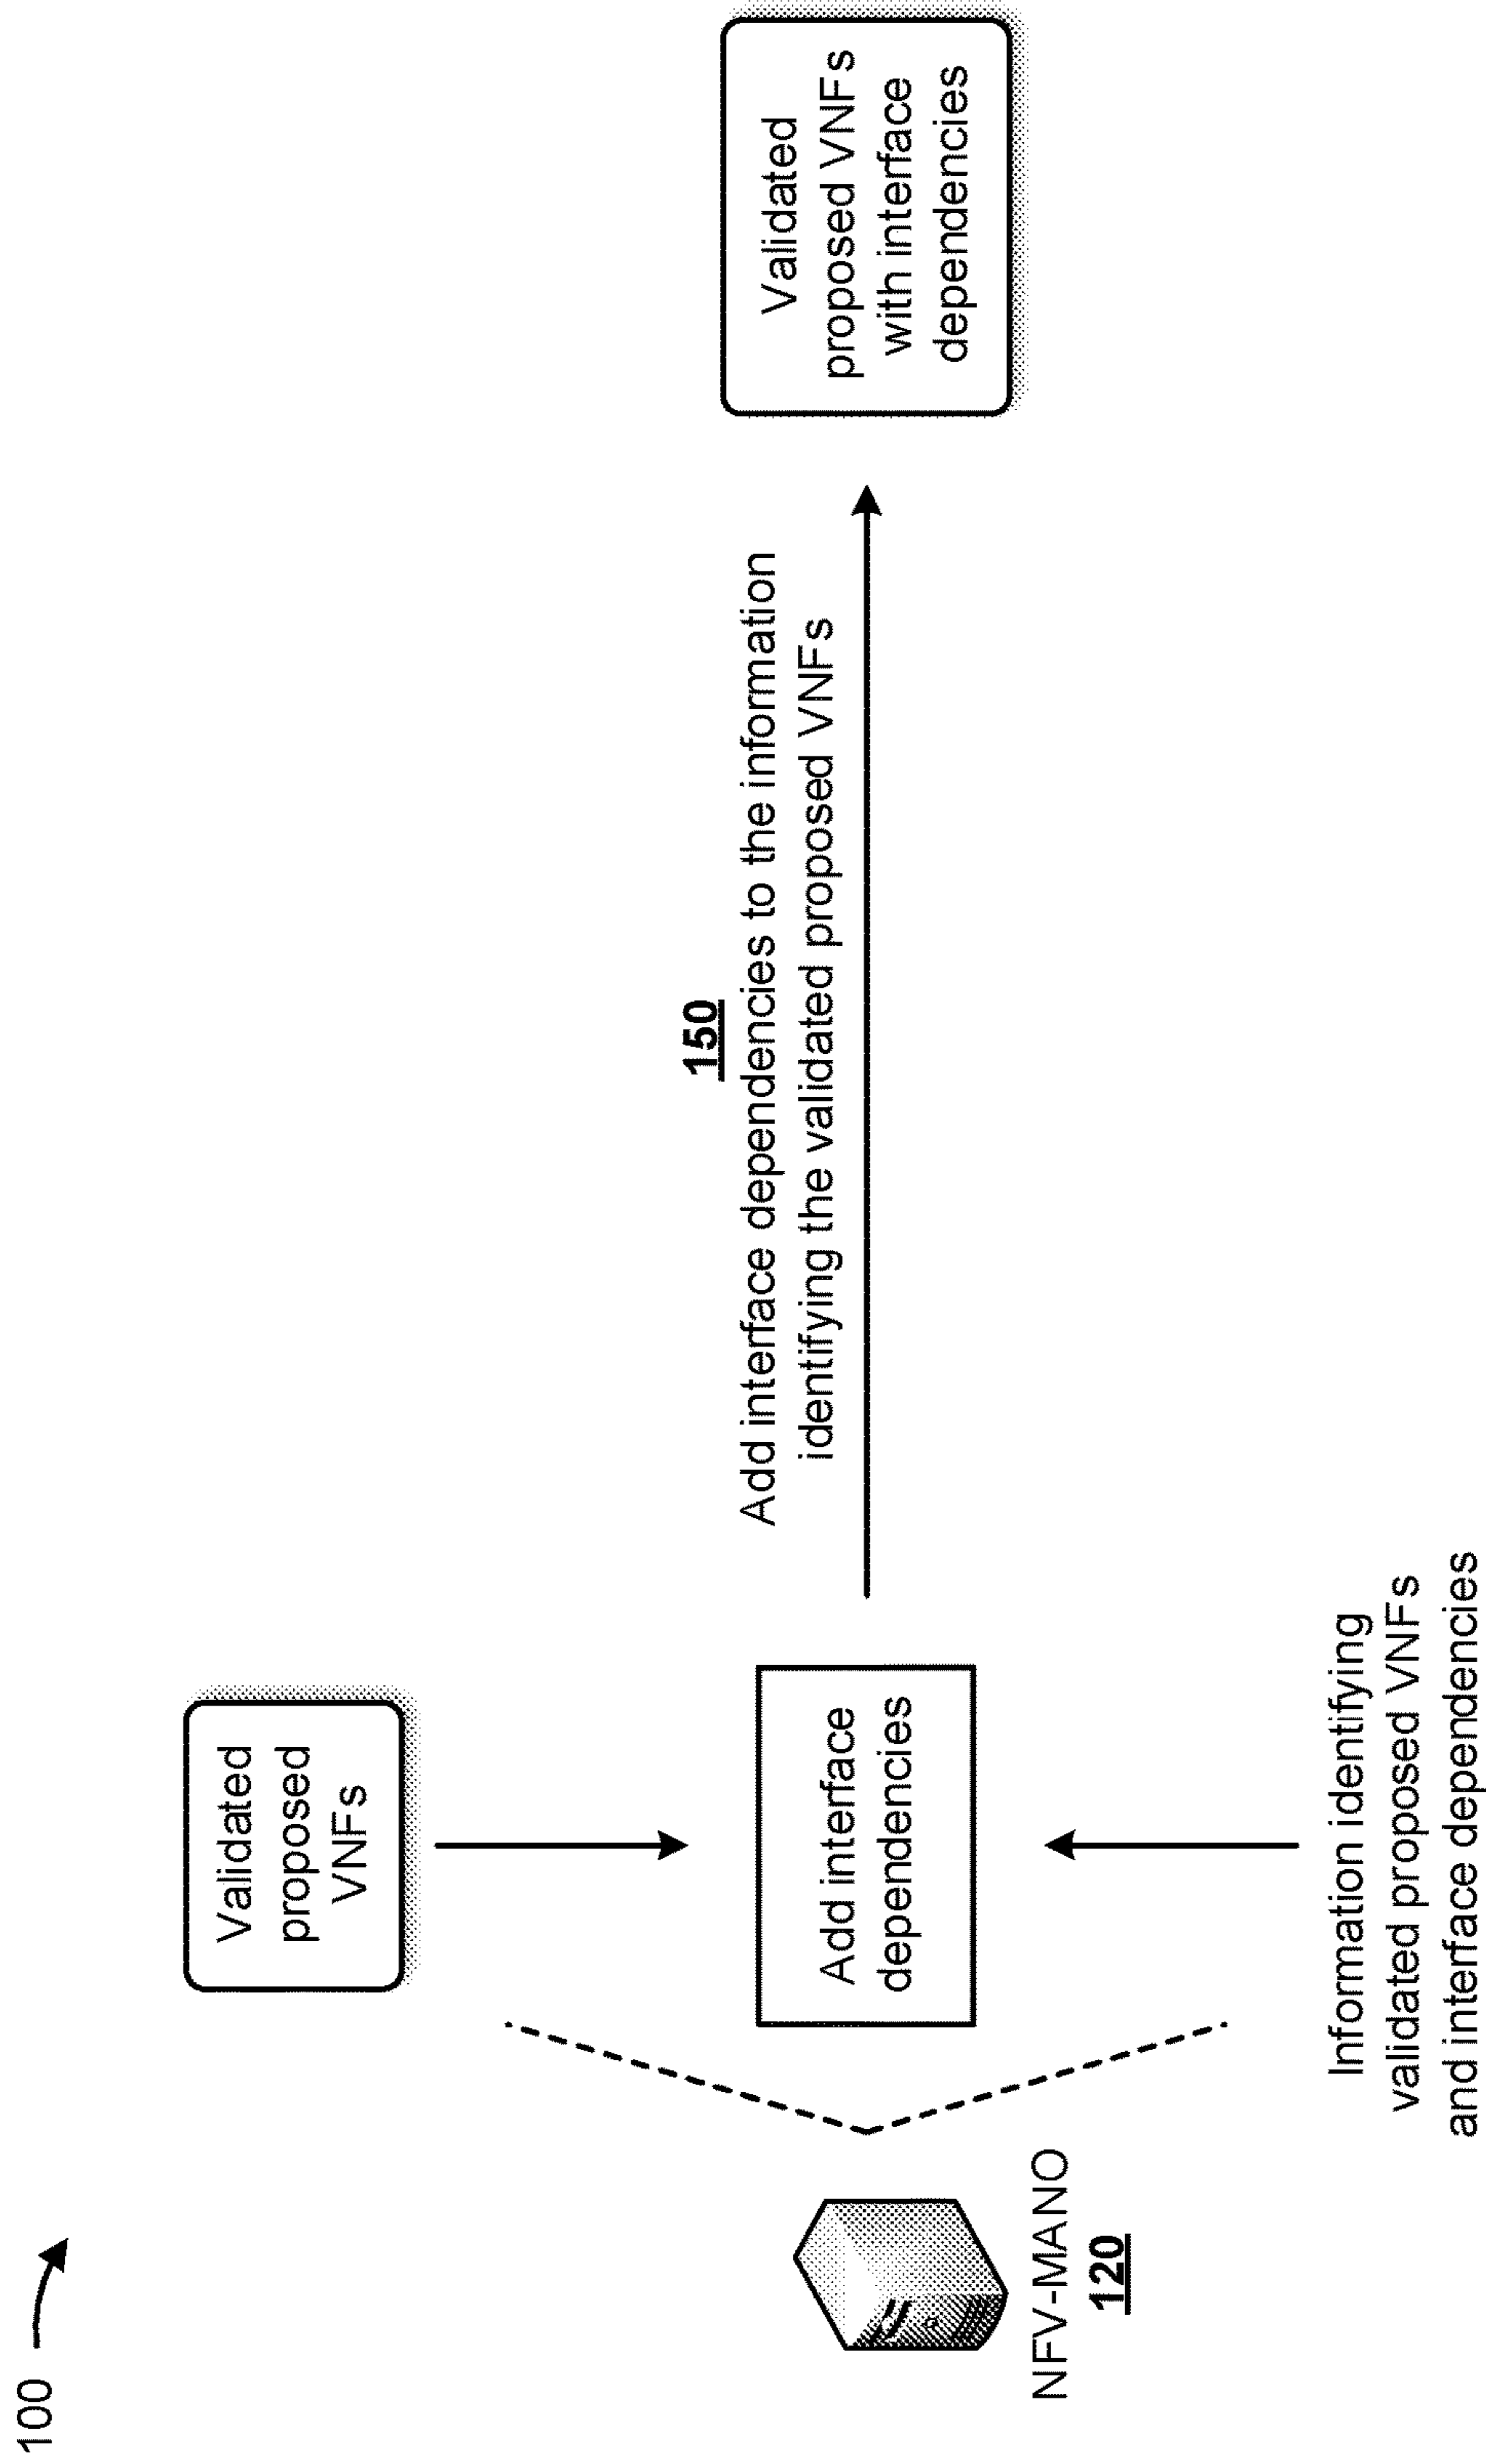 100
Validated
proposed
VNFs
NFV-MANO
120
Add interface
dependencies
150
Add interface dependencies to the information
identifying the validated proposed VNFs
Validated
proposed VNFs
with interface
dependencies
Information identifying
validated proposed VNFs
and interface dependencies